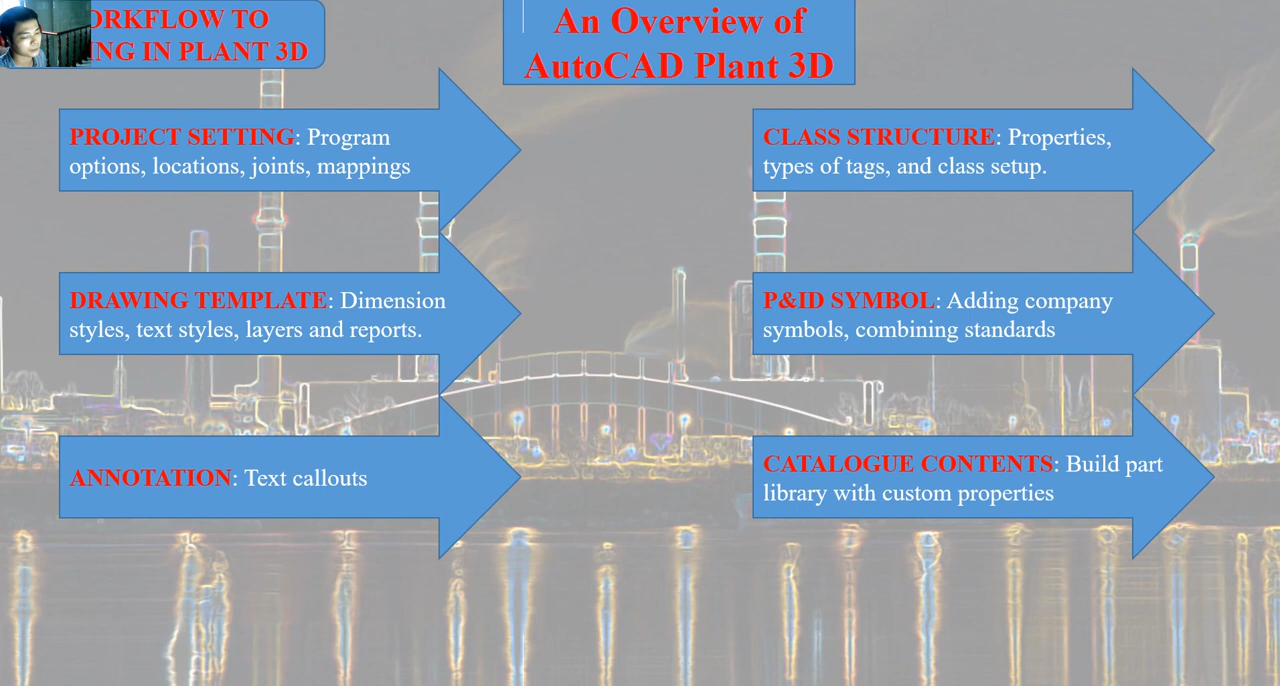 ORKFLOW TO
ING IN PLANT 3D
An Overview of
AutoCAD Plant 3D
PROJECT SETTING: Program
options, locations, joints, mappings
DRAWING TEMPLATE: Dimension
styles, text styles, layers and reports.
ANNOTATION: Text callouts
CLASS STRUCTURE: Properties,
types of tags, and class setup.
P&ID SYMBOL: Adding company
symbols, combining standards
CATALOGUE CONTENTS: Build part
library with custom properties